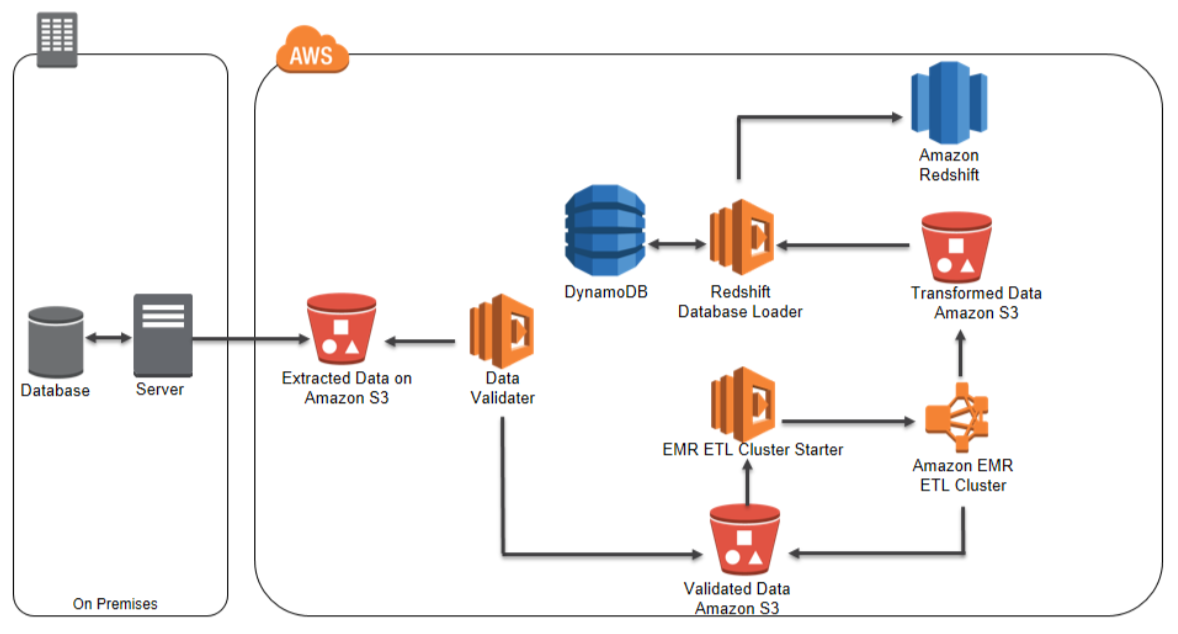 AWS
Amazon
Redshift
DynamoDB
Redshift
Database Loader
Transformed Data
Amazon S3
Database
Server
Extracted Data on
Amazon S3
Data
Validater
EMR ETL Cluster Starter
Amazon EMR
ETL Cluster
Validated Data
Amazon S3
On Premises